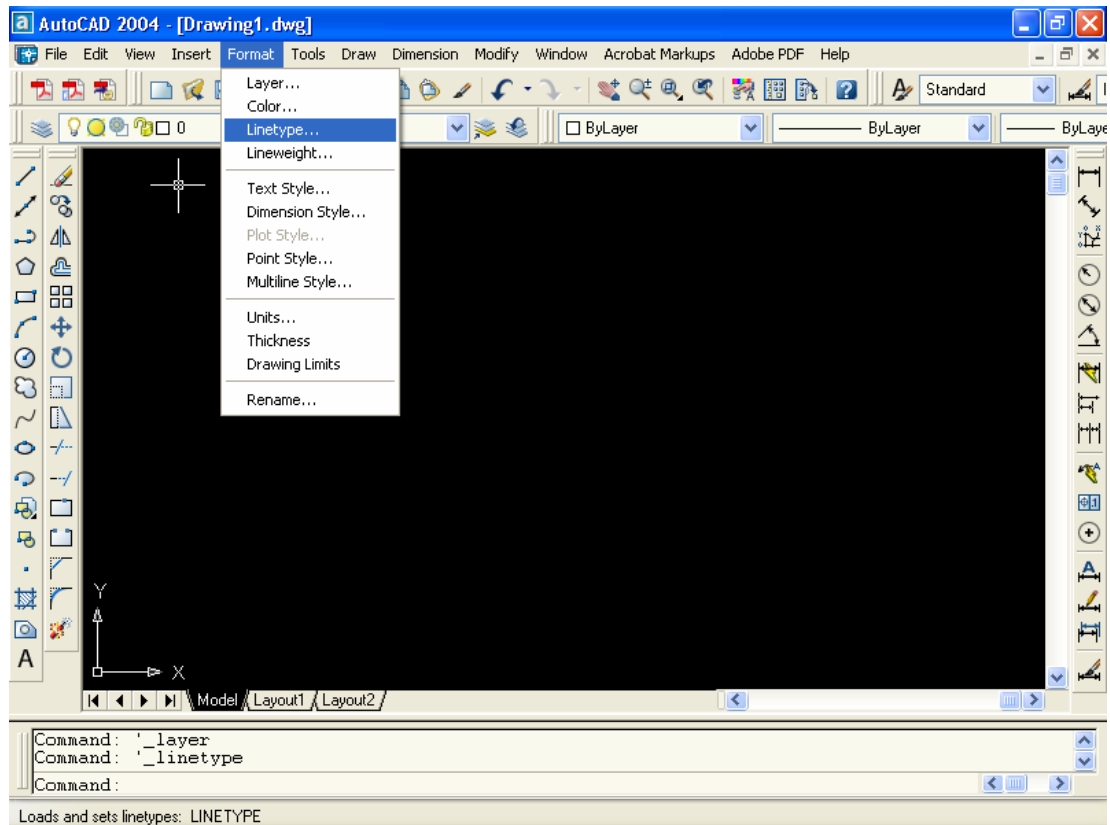 AutoCAD 2004 - [Drawing1.dwg]
File Edit View Insert Format Tools Draw Dimension Modify Window Acrobat Markups Adobe PDF Help
Standard
0 ByLayer ByLayer ByLaye
Layer...
Color...
Linetype...
Lineweight...
Text Style...
Dimension Style...
Plot Style...
Point Style...
Multiline Style...
Units...
Thickness
Drawing Limits
Rename...
A
Y
X
Model Layout1 Layout2
Command: '_layer
Command: '_linetype
Command:
Loads and sets linetypes: LINETYPE